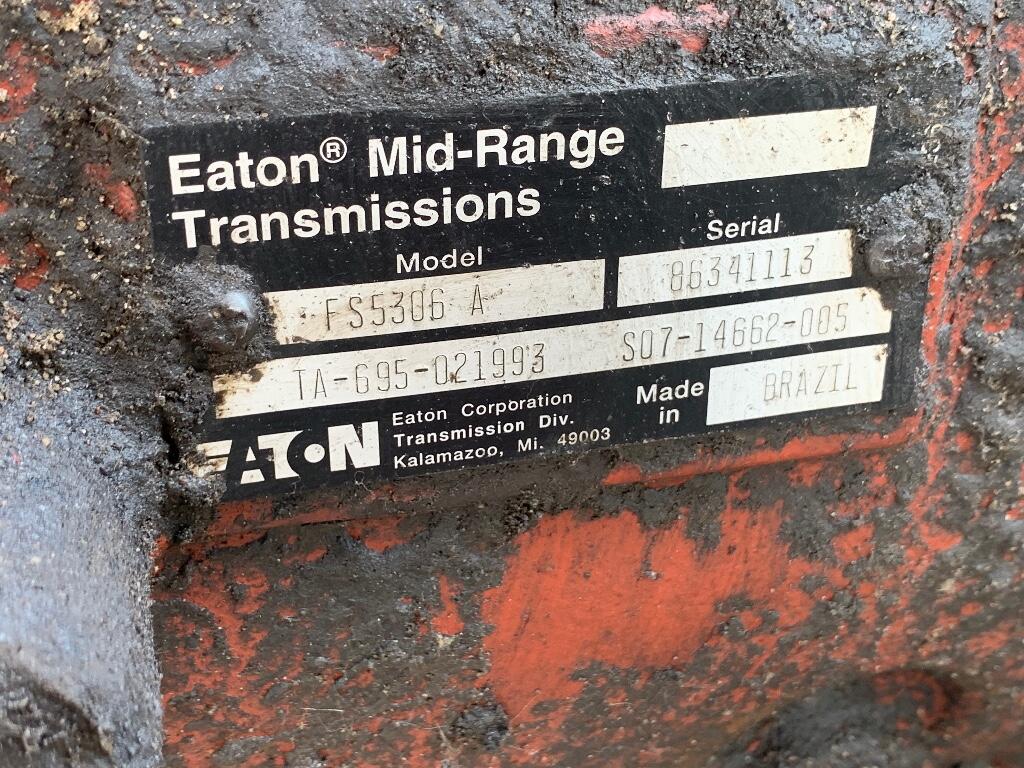 Eaton® Mid-Range
Transmissions
Model
Serial
FS5306 A
86341113
TA-695-021993 S07-14662-005
EATON
Eaton Corporation
Transmission Div.
Kalamazoo, Mi. 49003
Made
in
BRAZIL